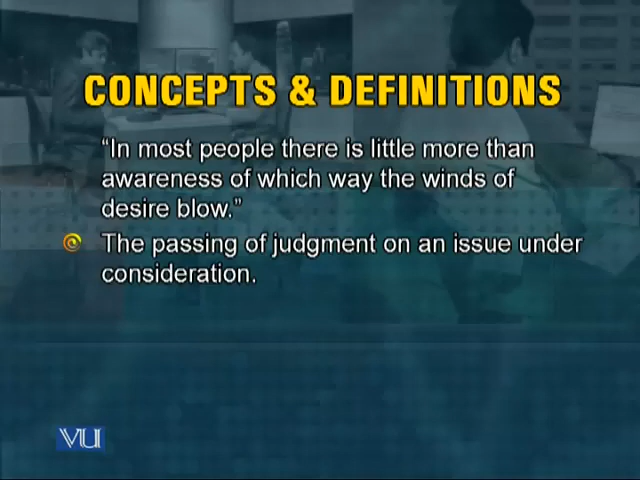 CONCEPTS & DEFINITIONS
“In most people there is little more than
awareness of which way the winds of
desire blow.”
The passing of judgment on an issue under
consideration.
VU